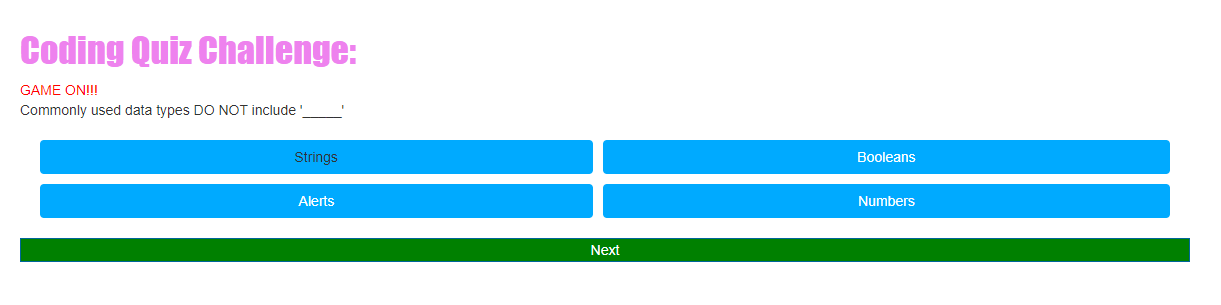 Coding Quiz Challenge:
GAME ON!!!
Commonly used data types DO NOT include '_____'
Strings
Booleans
Alerts
Numbers
Next